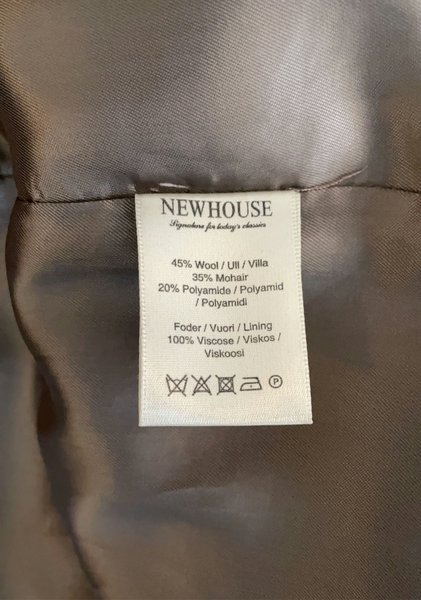 NEWHOUSE
Signature for today's classics
45% Wool / Ull / Villa
35% Mohair
20% Polyamide / Polyamid
/ Polyamidi
Foder / Vuori / Lining
100% Viscose / Viskos /
Viskoosi
P